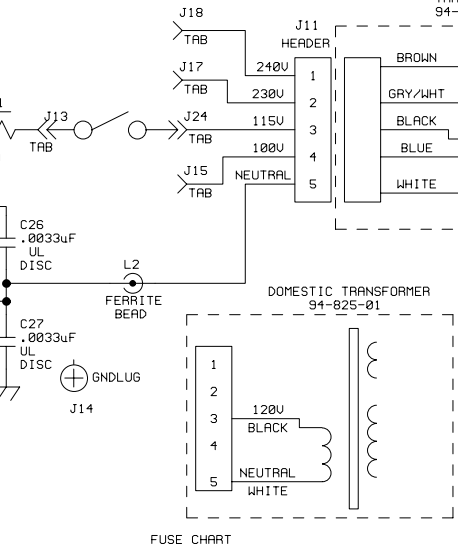 94-
J18
TAB
J11
HEADER
240V
1
BROWN
J17
TAB
230V
2
GRY/WHT
J13
TAB
J24
TAB
115V
3
BLACK
J15
TAB
100V
4
BLUE
NEUTRAL
5
WHITE
C26
.0033uF
UL
DISC
L2
FERRITE
BEAD
DOMESTIC TRANSFORMER
94-825-01
C27
.0033uF
UL
DISC
GNDLUG
J14
1
2
3
120V
BLACK
4
5
NEUTRAL
WHITE
FUSE CHART